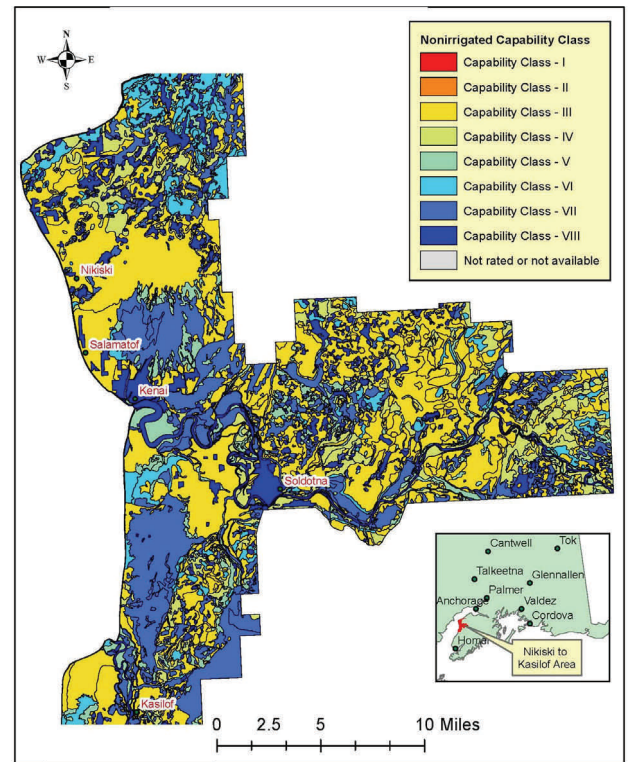 N
W E
S
Nonirrigated Capability Class
Capability Class - I
Capability Class - II
Capability Class - III
Capability Class - IV
Capability Class - V
Capability Class - VI
Capability Class - VII
Capability Class - VIII
Not rated or not available
Nikiski
Salamatof
Kenai
Soldotna
Kasilof
Cantwell
Tok
Talkeetna
Glennallen
Palmer
Anchorage
Valdez
Cordova
Homer
Nikiski to
Kasilof Area
0 2.5 5 10 Miles